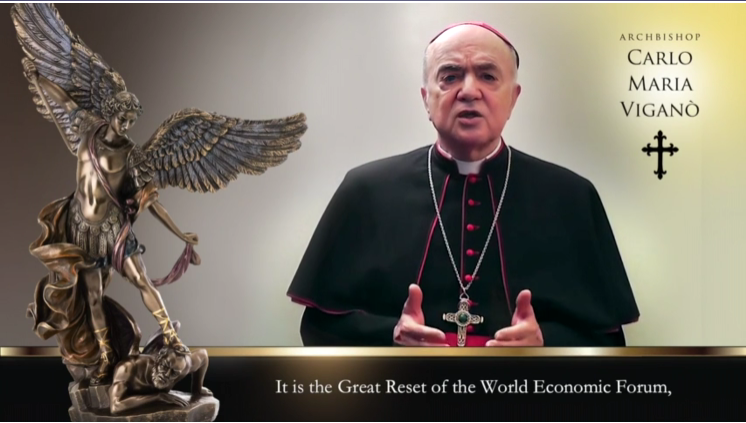 ARCHBISHOP
CARLO
MARIA
VIGANÒ
It is the Great Reset of the World Economic Forum,